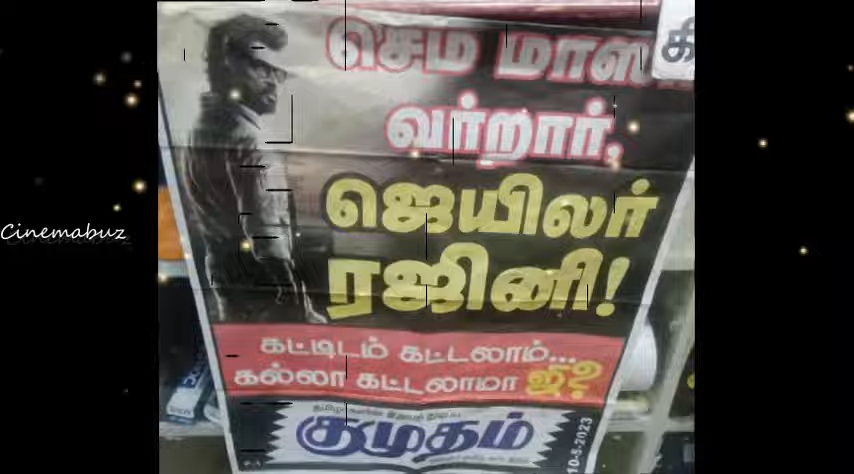 செம மாஸ்
கி
வர்றார்.
ஜெயிலர்
ரஜினி!
Cinemabuz
கட்டிடம் கட்டலாம்...
கல்லா கட்டலாமா ஜி?
குமுதம்
10-5-2023